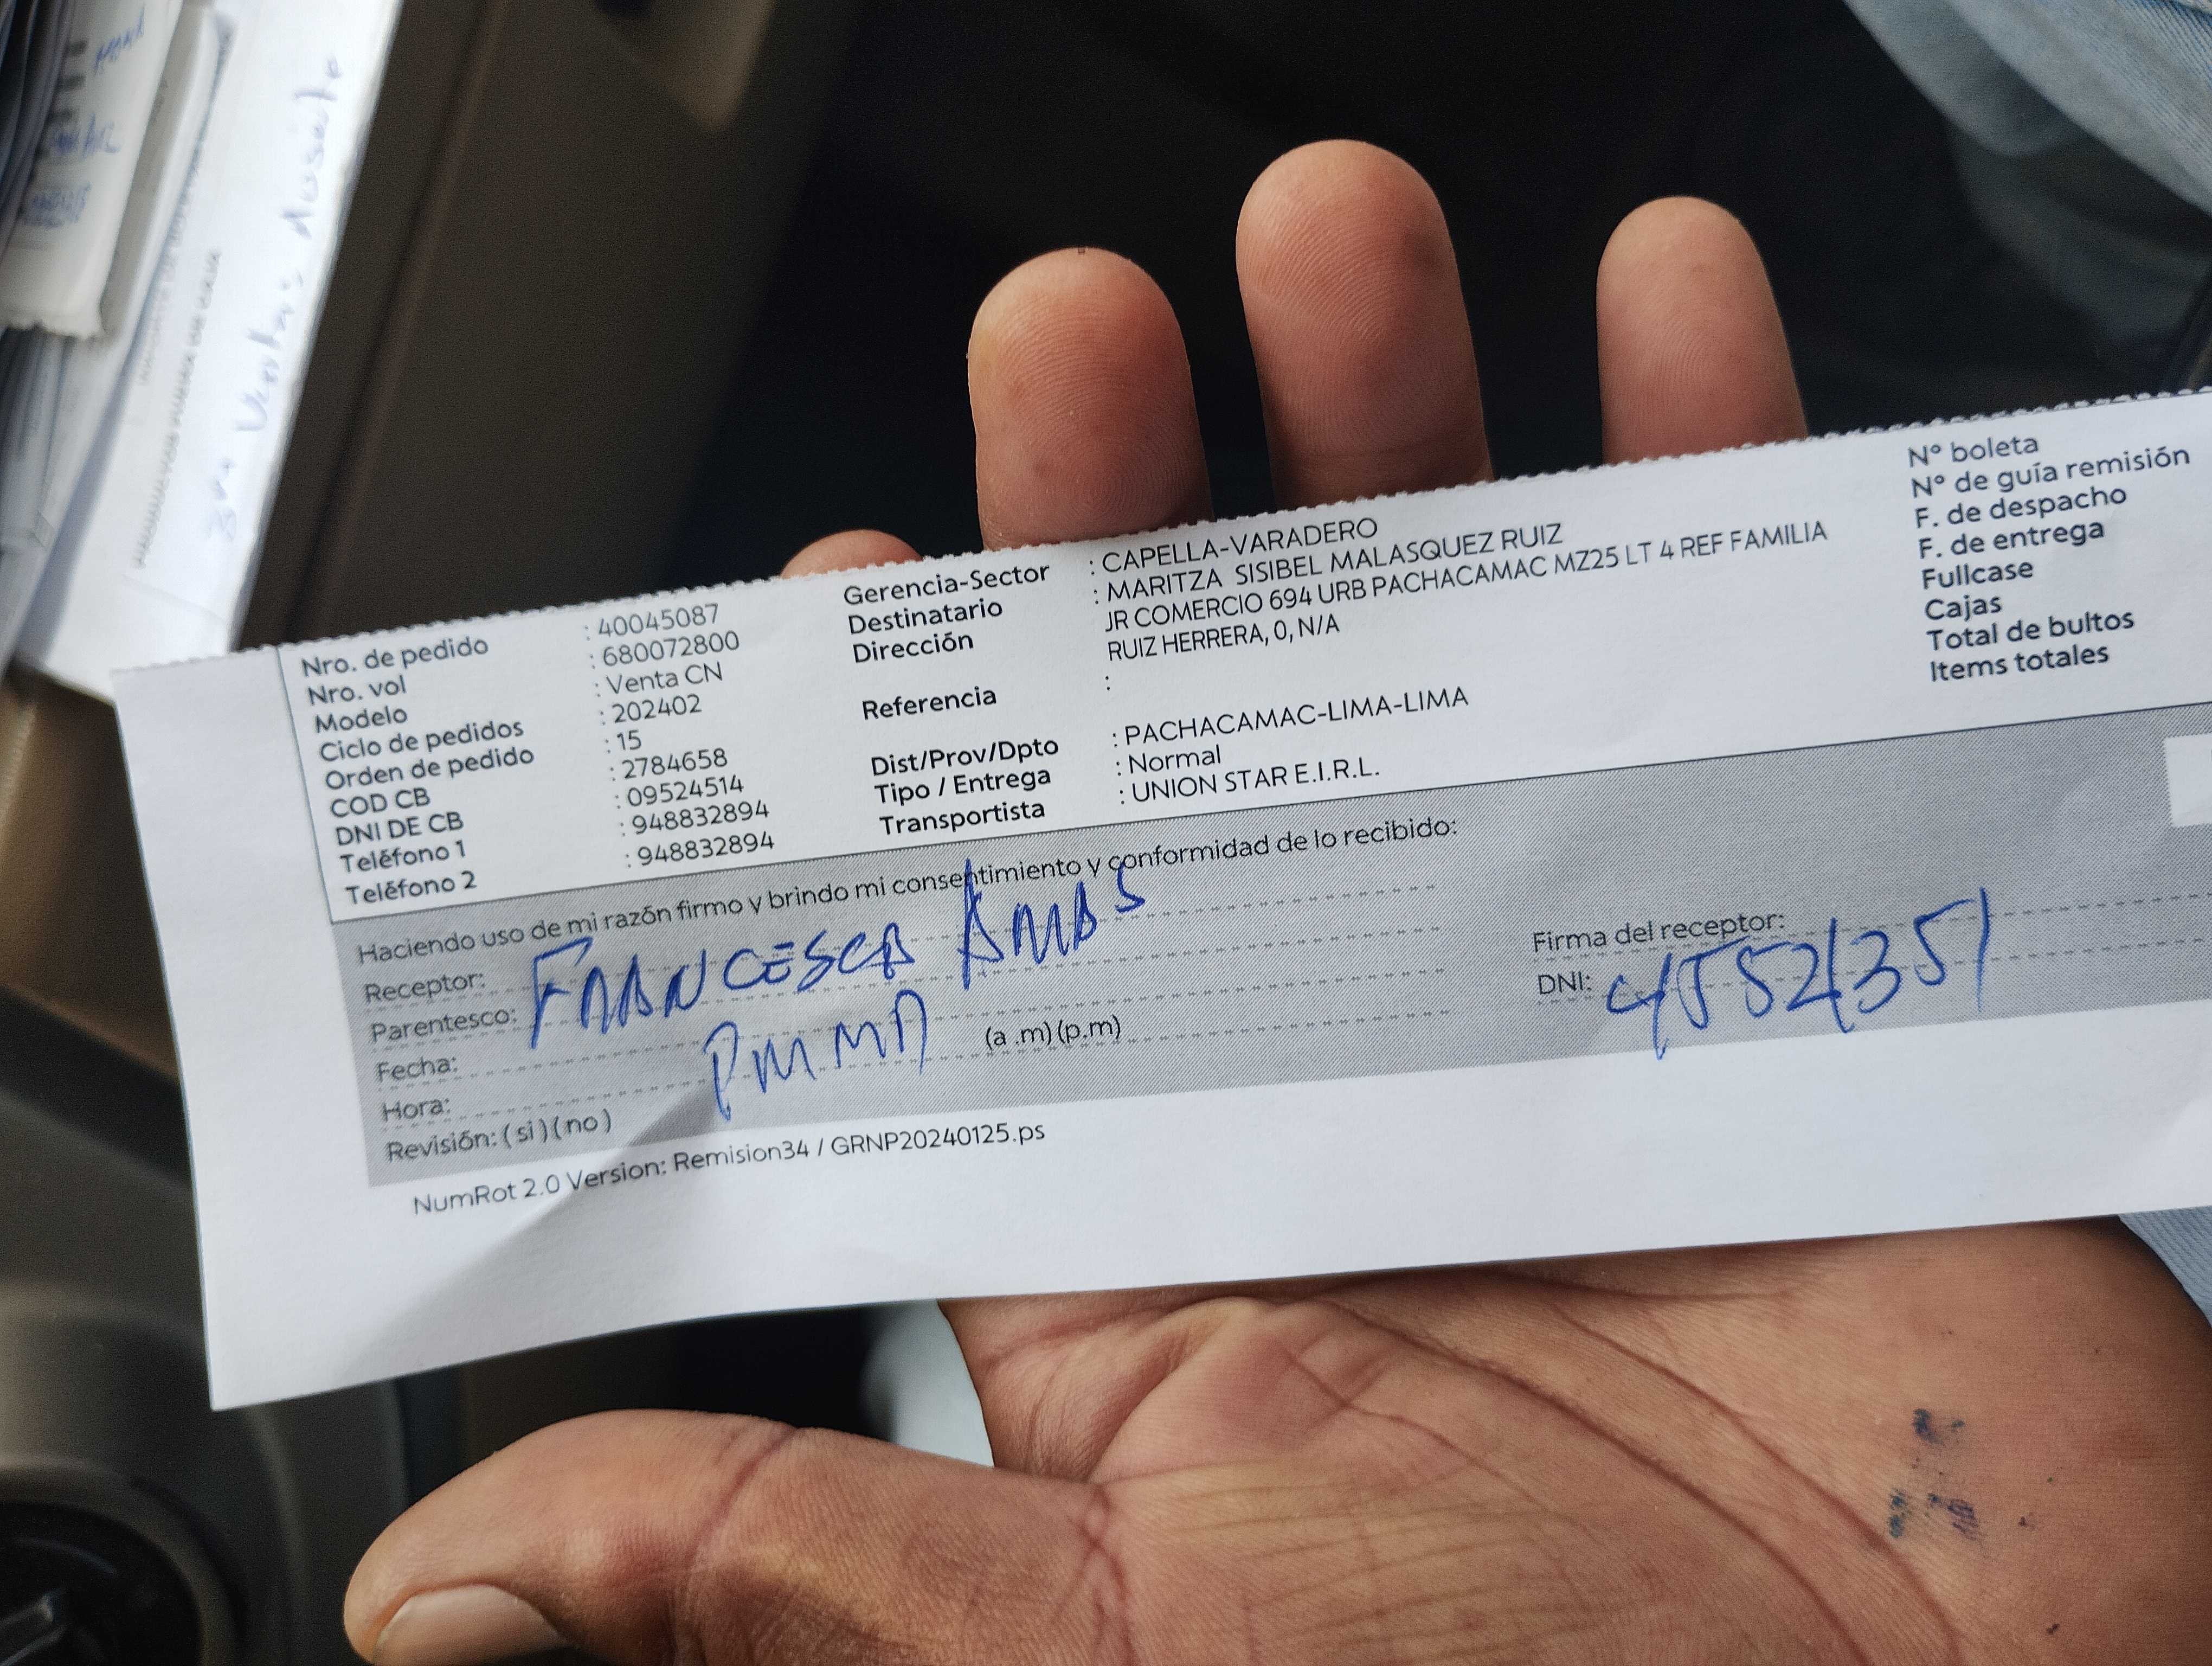 Nro. de pedido : 40045087
Nro. vol : 680072800
Modelo : Venta CN
Ciclo de pedidos : 202402
Orden de pedido : 15
COD CB : 2784658
DNI DE CB : 09524514
Teléfono 1 : 948832894
Teléfono 2 : 948832894
Gerencia-Sector : CAPELLA-VARADERO
Destinatario : MARITZA SISIBEL MALASQUEZ RUIZ
Dirección JR COMERCIO 694 URB PACHACAMAC MZ25 LT 4 REF FAMILIA
RUIZ HERRERA, 0, N/A
Referencia :
Dist/Prov/Dpto : PACHACAMAC-LIMA-LIMA
Tipo / Entrega : Normal
Transportista : UNION STAR E.I.R.L.
N° boleta
N° de guía remisión
F. de despacho
F. de entrega
Fullcase
Cajas
Total de bultos
Items totales
Haciendo uso de mi razón firmo y brindo mi consentimiento y conformidad de lo recibido:
Receptor: FRANCESCA
Parentesco:
Fecha:
Hora: (a .m) (p.m)
Revisión: ( si ) ( no )
Firma del receptor:
DNI:
NumRot 2.0 Version: Remision34 / GRNP20240125.ps
Ventas